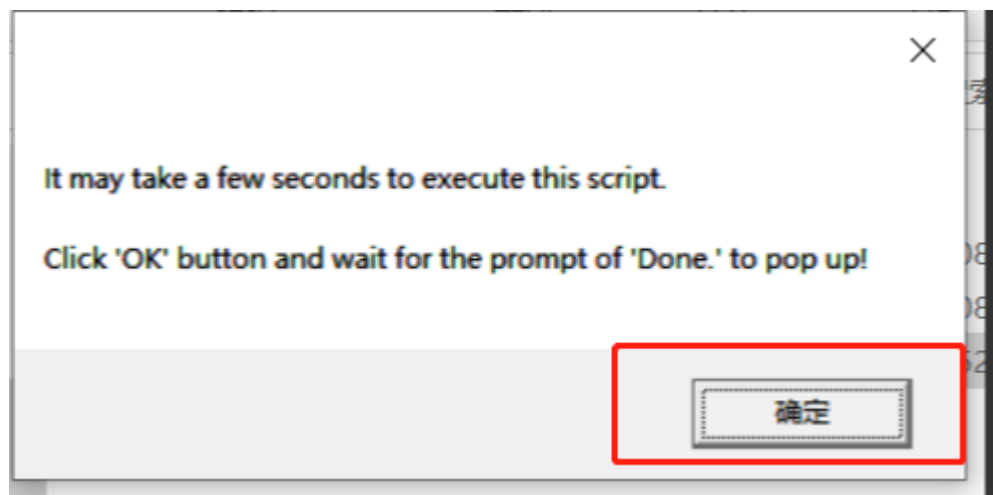 It may take a few seconds to execute this script.
Click 'OK' button and wait for the prompt of 'Done.' to pop up!
确定